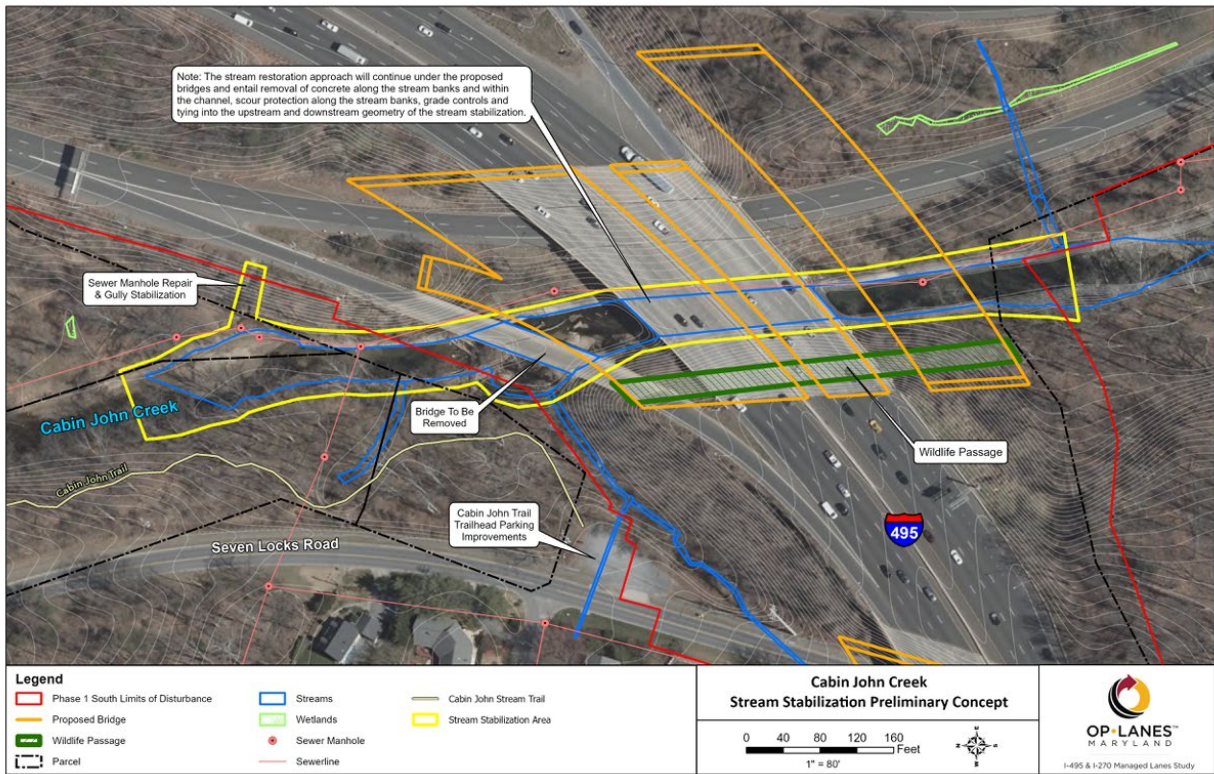 Note: The stream restoration approach will continue under the proposed
bridges and entail removal of concrete along the stream banks and within
the channel, scour protection along the stream banks, grade controls and
tying into the upstream and downstream geometry of the stream stabilization.
Sewer Manhole Repair
& Gully Stabilization
Cabin John Creek
Bridge To Be
Removed
Wildlife Passage
Cabin John Trail
Cabin John Trail
Trailhead Parking
Improvements
495
Seven Locks Road
Legend
Phase 1 South Limits of Disturbance
Proposed Bridge
Wildlife Passage
Parcel
Streams
Wetlands
Sewer Manhole
Sewerline
Cabin John Stream Trail
Stream Stabilization Area
Cabin John Creek
Stream Stabilization Preliminary Concept
0 40 80 120 160
Feet
1" = 80'
OP•LANES™
MARYLAND
I-495 & I-270 Managed Lanes Study